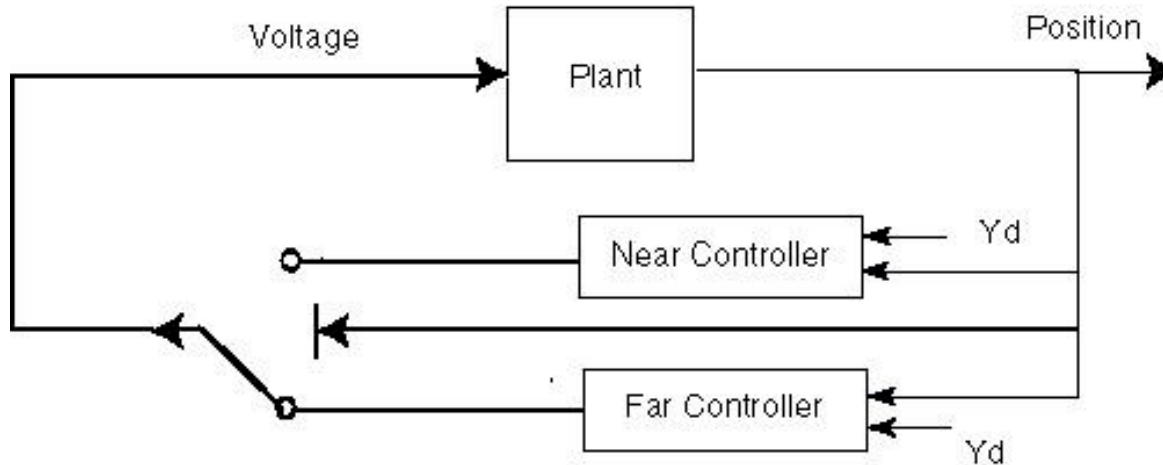 Voltage
Plant
Position
Near Controller
Yd
Far Controller
Yd